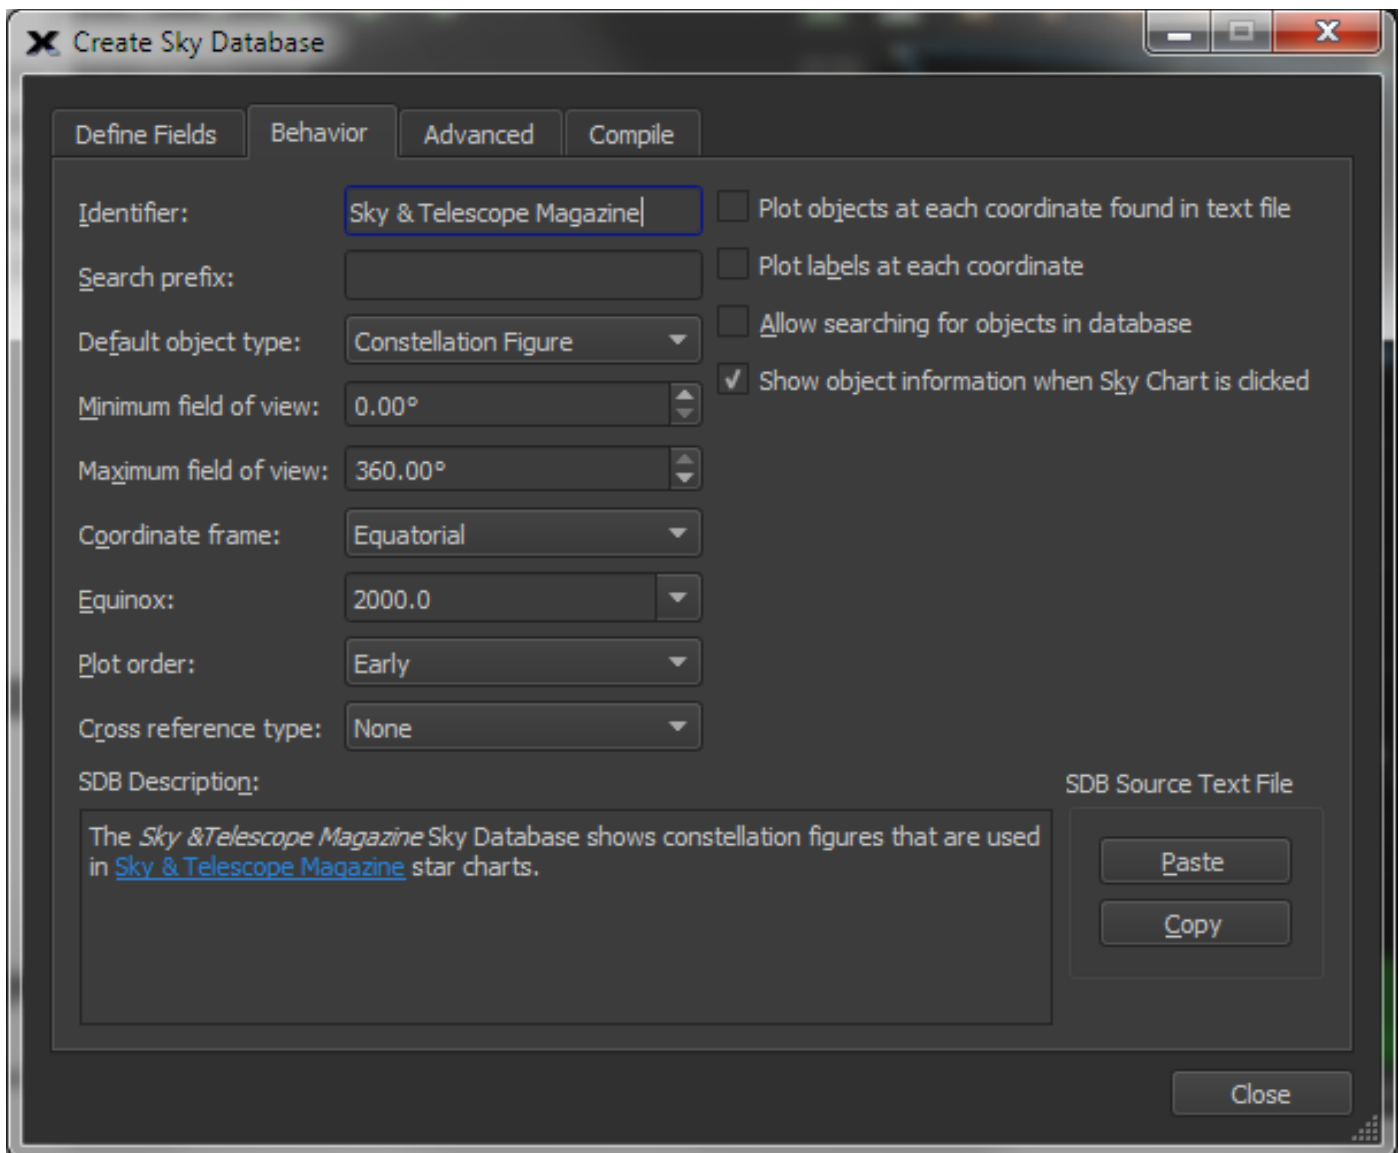 Create Sky Database
Define Fields Behavior Advanced Compile
Identifier: Sky & Telescope Magazine
Plot objects at each coordinate found in text file
Search prefix:
Plot labels at each coordinate
Allow searching for objects in database
Default object type: Constellation Figure
Show object information when Sky Chart is clicked
Minimum field of view: 0.00°
Maximum field of view: 360.00°
Coordinate frame: Equatorial
Equinox: 2000.0
Plot order: Early
Cross reference type: None
SDB Description:
The Sky &Telescope Magazine Sky Database shows constellation figures that are used
in Sky & Telescope Magazine star charts.
SDB Source Text File
Paste
Copy
Close